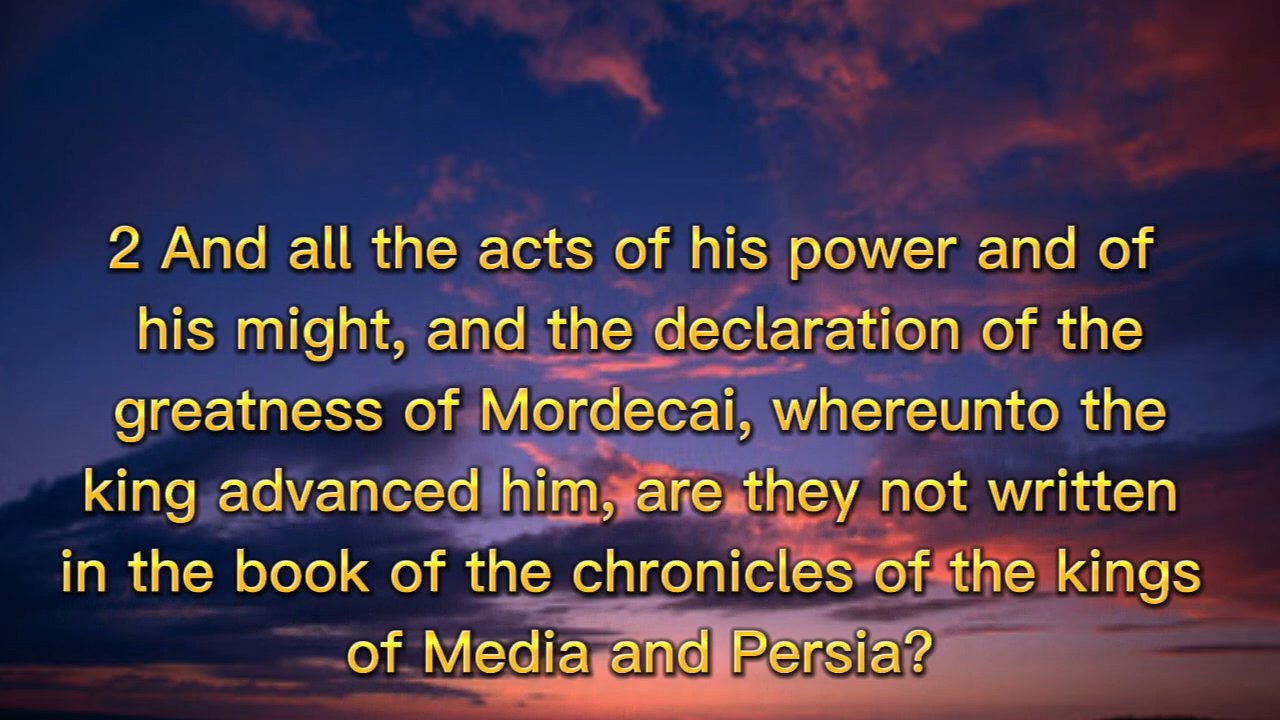 2 And all the acts of his power and of
his might, and the declaration of the
greatness of Mordecai, whereunto the
king advanced him, are they not written
in the book of the chronicles of the kings
of Media and Persia?